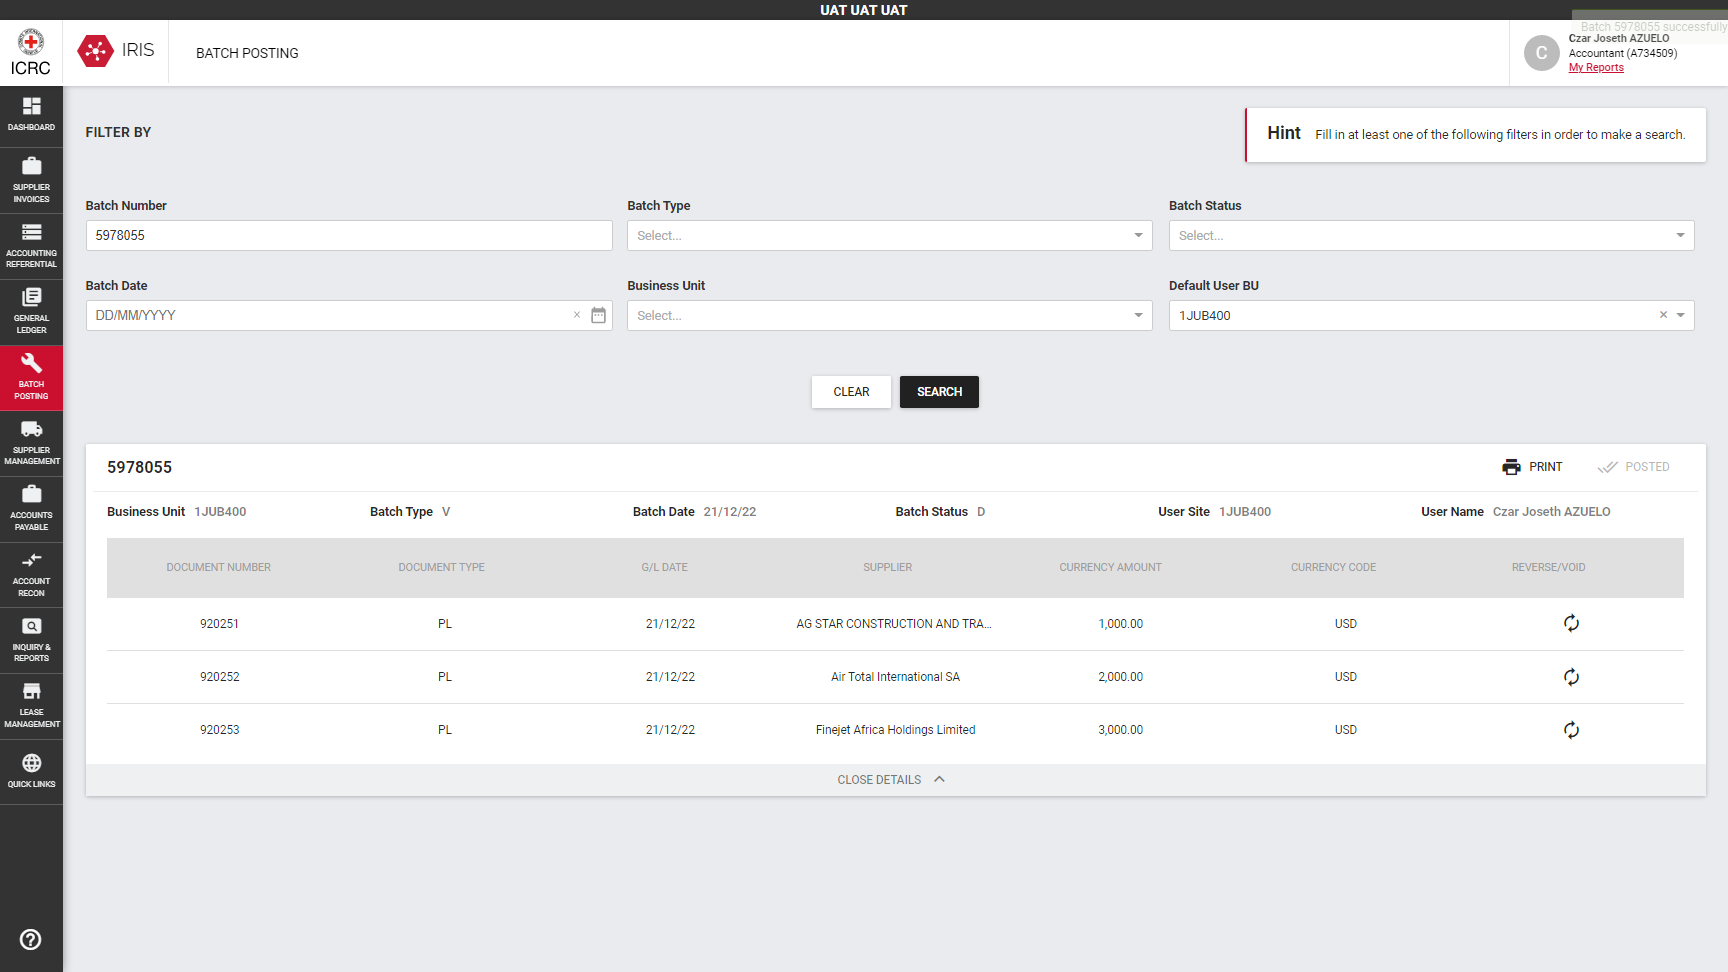 UAT UAT UAT
Batch 5978055 successfully
ICRC
IRIS
BATCH POSTING
C
Czar Joseth AZUELO
Accountant (A734509)
My Reports
DASHBOARD
SUPPLIER
INVOICES
ACCOUNTING
REFERENTIAL
GENERAL
LEDGER
BATCH
POSTING
SUPPLIER
MANAGEMENT
ACCOUNTS
PAYABLE
ACCOUNT
RECON
INQUIRY &
REPORTS
LEASE
MANAGEMENT
QUICK LINKS
FILTER BY
Hint Fill in at least one of the following filters in order to make a search.
Batch Number Batch Type Batch Status
5978055 Select... Select...
Batch Date Business Unit Default User BU
DD/MM/YYYY × Select... 1JUB400 ×
CLEAR SEARCH
5978055 PRINT POSTED
Business Unit 1JUB400 Batch Type V Batch Date 21/12/22 Batch Status D User Site 1JUB400 User Name Czar Joseth AZUELO
DOCUMENT NUMBER DOCUMENT TYPE G/L DATE SUPPLIER CURRENCY AMOUNT CURRENCY CODE REVERSE/VOID
920251 PL 21/12/22 AG STAR CONSTRUCTION AND TRA... 1,000.00 USD
920252 PL 21/12/22 Air Total International SA 2,000.00 USD
920253 PL 21/12/22 Finejet Africa Holdings Limited 3,000.00 USD
CLOSE DETAILS